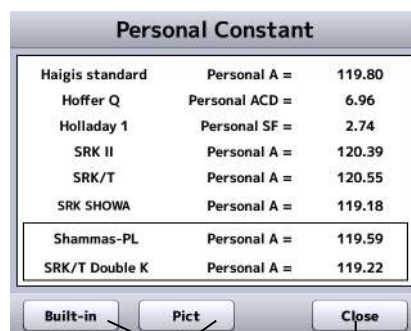 Personal Constant
Haigis standard Personal A = 119.80
Hoffer Q Personal ACD = 6.96
Holladay 1 Personal SF = 2.74
SRK II Personal A = 120.39
SRK/T Personal A = 120.55
SRK SHOWA Personal A = 119.18
Shammas-PL Personal A = 119.59
SRK/T Double K Personal A = 119.22
Built-in Pict Close